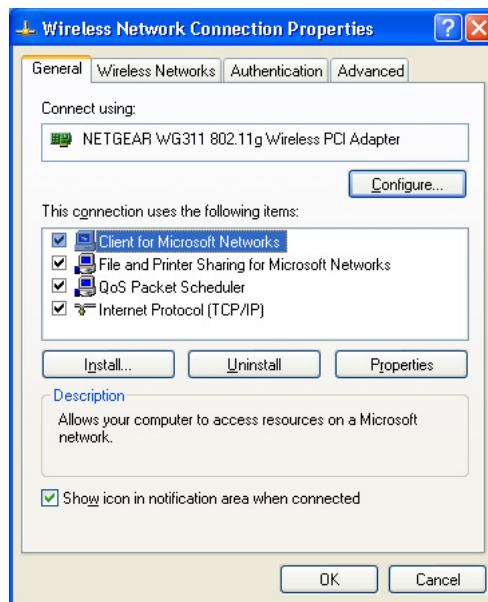 Wireless Network Connection Properties
General Wireless Networks Authentication Advanced
Connect using:
NETGEAR WG311 802.11g Wireless PCI Adapter
Configure...
This connection uses the following items:
Client for Microsoft Networks
File and Printer Sharing for Microsoft Networks
QoS Packet Scheduler
Internet Protocol (TCP/IP)
Install... Uninstall Properties
Description
Allows your computer to access resources on a Microsoft
network.
Show icon in notification area when connected
OK Cancel